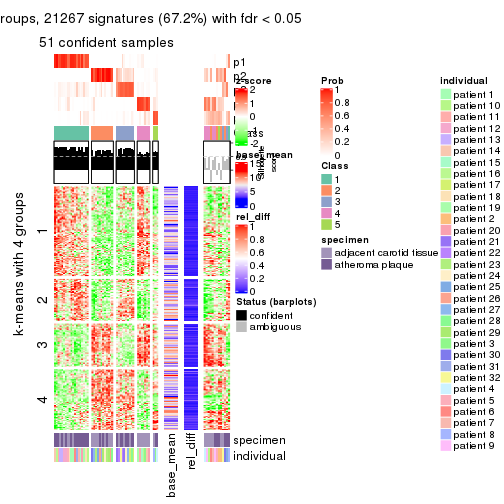 roups, 21267 signatures (67.2%) with fdr < 0.05
51 confident samples
p1
p2
z-score
2
1
0
-2
base_mean
15
5
0
rel_diff
1
0.8
0.6
0.4
0.2
0
Status (barplots)
confident
ambiguous
Prob
1
0.8
0.6
0.4
0.2
0
Class
1
2
3
4
5
specimen
adjacent carotid tissue
atheroma plaque
individual
patient 1
patient 10
patient 11
patient 12
patient 13
patient 14
patient 15
patient 16
patient 17
patient 18
patient 19
patient 2
patient 20
patient 21
patient 22
patient 23
patient 24
patient 25
patient 26
patient 27
patient 28
patient 29
patient 3
patient 30
patient 31
patient 32
patient 4
patient 5
patient 6
patient 7
patient 8
patient 9
k-means with 4 groups
1
2
3
4
specimen
individual
base_mean
rel_diff